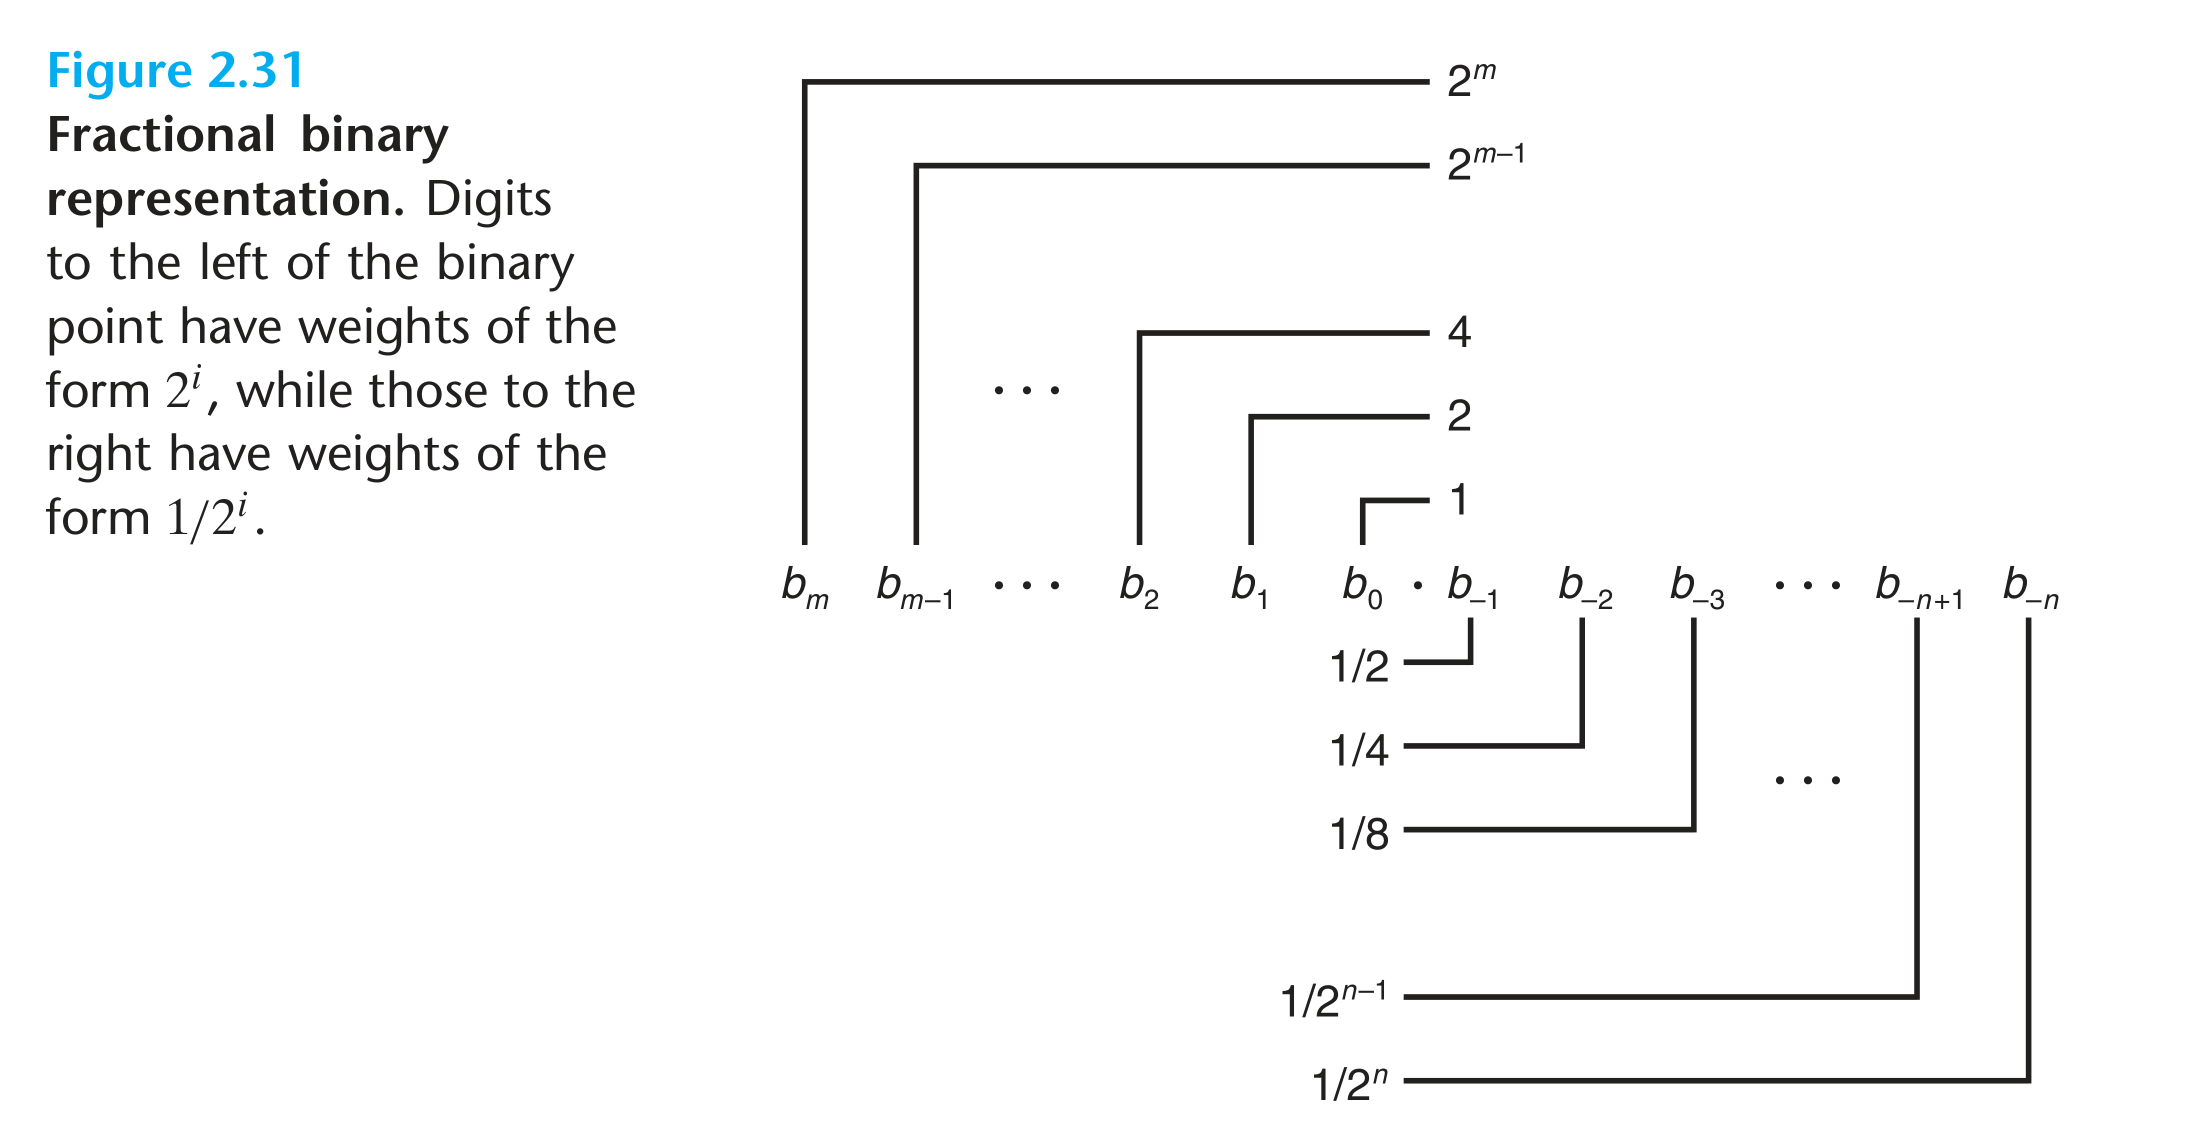 Figure 2.31
Fractional binary
representation. Digits
to the left of the binary
point have weights of the
form 2^i, while those to the
right have weights of the
form 1/2^i.
2^m
2^{m–1}
4
· · ·
2
1
b_m b_{m–1} · · · b_2 b_1 b_0 · b_{–1} b_{–2} b_{–3} · · · b_{–n+1} b_{–n}
1/2
1/4
· · ·
1/8
1/2^{n–1}
1/2^n